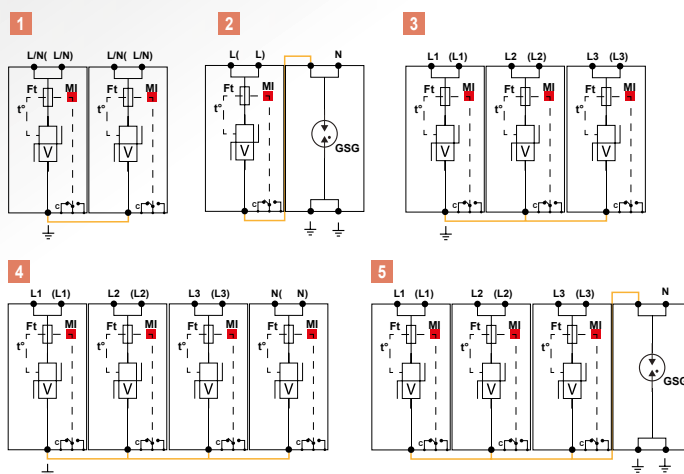 1
L/N( L/N) L/N( L/N)
Ft MI Ft MI
t° t°
V V
C C
2
L( L) N
Ft MI
t°
V
GSG
C
3
L1 (L1) L2 (L2) L3 (L3)
Ft MI Ft MI Ft MI
t° t° t°
V V V
C C C
4
L1 (L1) L2 (L2) L3 (L3) N( N)
Ft MI Ft MI Ft MI Ft MI
t° t° t° t°
V V V V
C C C C
5
L1 (L1) L2 (L2) L3 (L3) N
Ft MI Ft MI Ft MI
t° t° t°
V V V
GSG
C C C